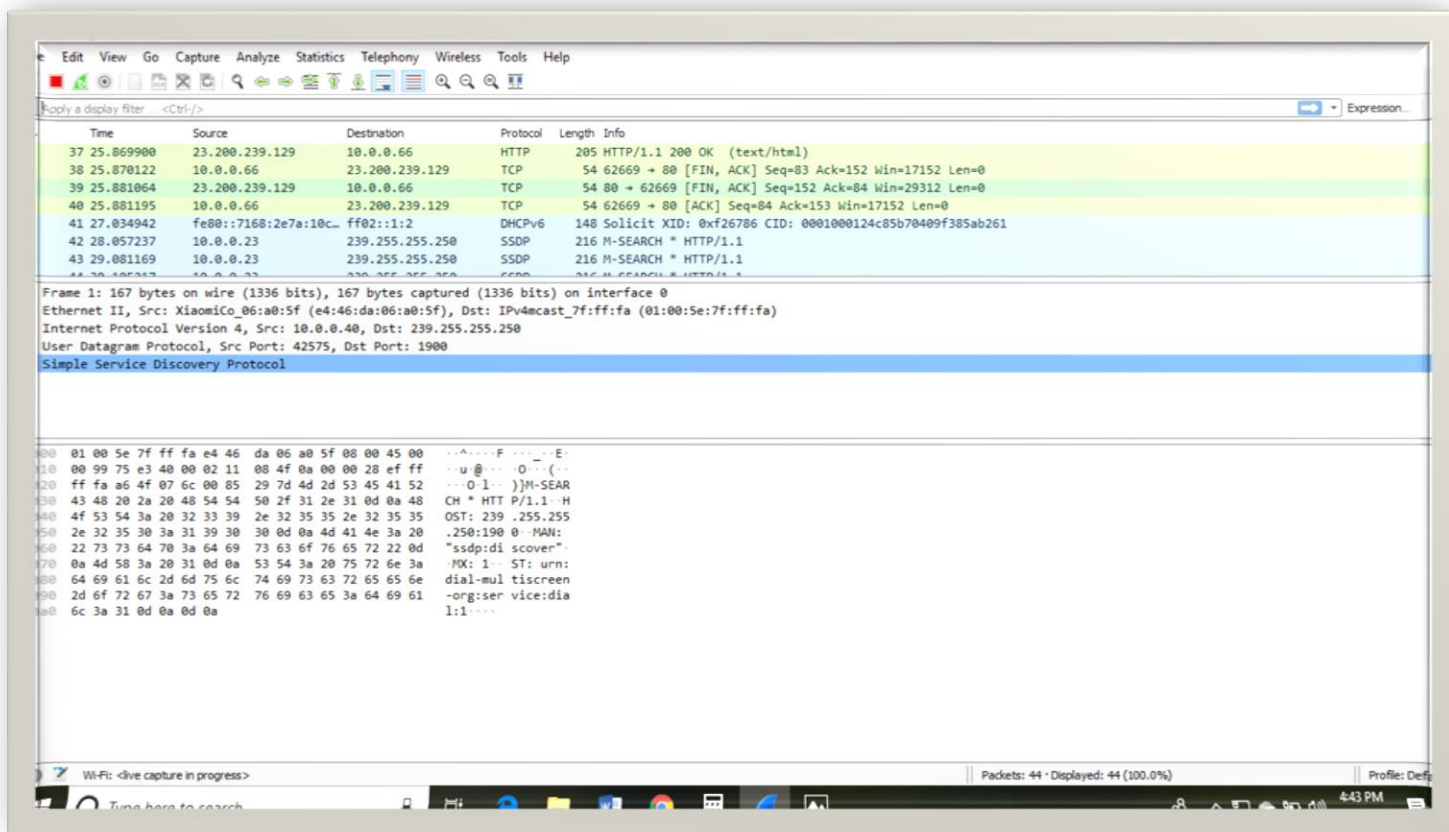 e Edit View Go Capture Analyze Statistics Telephony Wireless Tools Help
Apply a display filter ... <Ctrl-/> Expression...
Time Source Destination Protocol Length Info
37 25.869900 23.200.239.129 10.0.0.66 HTTP 205 HTTP/1.1 200 OK (text/html)
38 25.870122 10.0.0.66 23.200.239.129 TCP 54 62669 → 80 [FIN, ACK] Seq=83 Ack=152 Win=17152 Len=0
39 25.881064 23.200.239.129 10.0.0.66 TCP 54 80 → 62669 [FIN, ACK] Seq=152 Ack=84 Win=29312 Len=0
40 25.881195 10.0.0.66 23.200.239.129 TCP 54 62669 → 80 [ACK] Seq=84 Ack=153 Win=17152 Len=0
41 27.034942 fe80::7168:2e7a:10c… ff02::1:2 DHCPv6 148 Solicit XID: 0xf26786 CID: 0001000124c85b70409f385ab261
42 28.057237 10.0.0.23 239.255.255.250 SSDP 216 M-SEARCH * HTTP/1.1
43 29.081169 10.0.0.23 239.255.255.250 SSDP 216 M-SEARCH * HTTP/1.1
Frame 1: 167 bytes on wire (1336 bits), 167 bytes captured (1336 bits) on interface 0
Ethernet II, Src: XiaomiCo_06:a0:5f (e4:46:da:06:a0:5f), Dst: IPv4mcast_7f:ff:fa (01:00:5e:7f:ff:fa)
Internet Protocol Version 4, Src: 10.0.0.40, Dst: 239.255.255.250
User Datagram Protocol, Src Port: 42575, Dst Port: 1900
Simple Service Discovery Protocol
01 00 5e 7f ff fa e4 46 da 06 a0 5f 08 00 45 00 ··^····F ···_··E·
00 99 75 e3 40 00 02 11 08 4f 0a 00 00 28 ef ff ··u·@··· ·O···(··
ff fa a6 4f 07 6c 00 85 29 7d 4d 2d 53 45 41 52 ···O·l·· )}M-SEAR
43 48 20 2a 20 48 54 54 50 2f 31 2e 31 0d 0a 48 CH * HTT P/1.1··H
4f 53 54 3a 20 32 33 39 2e 32 35 35 2e 32 35 35 OST: 239 .255.255
2e 32 35 30 3a 31 39 30 30 0d 0a 4d 41 4e 3a 20 .250:190 0··MAN:
22 73 73 64 70 3a 64 69 73 63 6f 76 65 72 22 0d "ssdp:di scover"·
0a 4d 58 3a 20 31 0d 0a 53 54 3a 20 75 72 6e 3a ·MX: 1·· ST: urn:
64 69 61 6c 2d 6d 75 6c 74 69 73 63 72 65 65 6e dial-mul tiscreen
2d 6f 72 67 3a 73 65 72 76 69 63 65 3a 64 69 61 -org:ser vice:dia
6c 3a 31 0d 0a 0d 0a l:1····
Wi-Fi: <live capture in progress> Packets: 44 · Displayed: 44 (100.0%) Profile: Def
Type here to search 4:43 PM